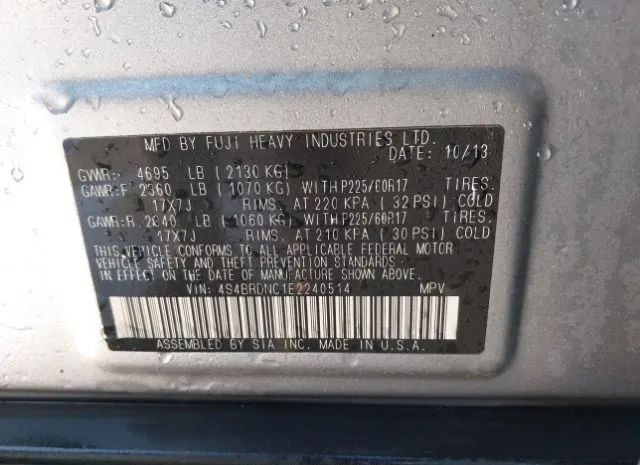 MFD BY FUJI HEAVY INDUSTRIES LTD.
DATE: 10/13
GVWR: 4695 LB (2130 KG)
GAWR:F 2360 LB (1070 KG) WITH P225/60R17 TIRES.
17X7J RIMS. AT 220 KPA (32 PSI) COLD
GAWR:R 2340 LB (1060 KG) WITH P225/60R17 TIRES.
17X7J RIMS. AT 210 KPA (30 PSI) COLD
THIS VEHICLE CONFORMS TO ALL APPLICABLE FEDERAL MOTOR
VEHICLE SAFETY AND THEFT PREVENTION STANDARDS
IN EFFECT ON THE DATE OF MANUFACTURE SHOWN ABOVE.
VIN: 4S4BRDNC1E2240514 MPV
ASSEMBLED BY SIA INC. MADE IN U.S.A.